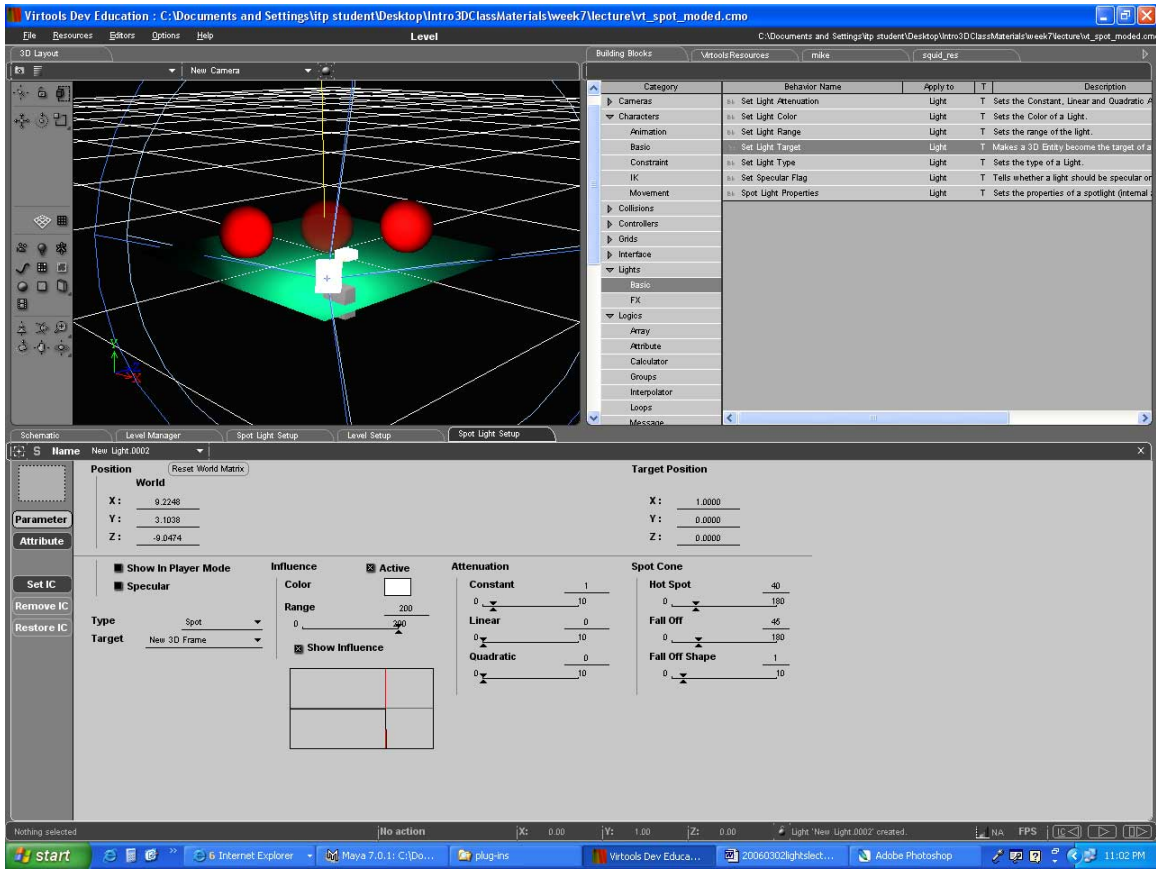 Virtools Dev Education : C:\Documents and Settings\itp student\Desktop\Intro3DClassMaterials\week7\lecture\vt_spot_moded.cmo
File Resources Editors Options Help Level C:\Documents and Settings\itp student\Desktop\Intro3DClassMaterials\week7\lecture\vt_spot_moded.cm
3D Layout
New Camera
Building Blocks VirtoolsResources mike squid_res
Category Behavior Name Apply to T Description
Cameras Set Light Attenuation Light T Sets the Constant, Linear and Quadratic A
Characters Set Light Color Light T Sets the Color of a Light.
Animation Set Light Range Light T Sets the range of the light.
Basic Set Light Target Light T Makes a 3D Entity become the target of a
Constraint Set Light Type Light T Sets the type of a Light.
IK Set Specular Flag Light T Tells whether a light should be specular or
Movement Spot Light Properties Light T Sets the properties of a spotlight (internal
Collisions
Controllers
Grids
Interface
Lights
Basic
FX
Logics
Array
Attribute
Calculator
Groups
Interpolator
Loops
Message
Y
X
Schematic Level Manager Spot Light Setup Level Setup Spot Light Setup
S Name New Light.0002 X
Position Reset World Matrix Target Position
World
X : 9.2248 X : 1.0000
Parameter Y : 3.1038 Y : 0.0000
Attribute Z : -9.0474 Z : 0.0000
Show In Player Mode Influence Active Attenuation Spot Cone
Set IC Specular Color Constant 1 Hot Spot 40
0 10 0 180
Remove IC Range 200 Linear 0 Fall Off 45
Restore IC Type Spot 0 200 0 10 0 180
Target New 3D Frame Show Influence Quadratic 0 Fall Off Shape 1
0 10 0 10
Nothing selected No action X: 0.00 Y: 1.00 Z: 0.00 Light 'New Light.0002' created. NA FPS IC
start 6 Internet Explorer Maya 7.0.1: C:\Do... plug-ins Virtools Dev Educa... 20060302lightslect... Adobe Photoshop 11:02 PM